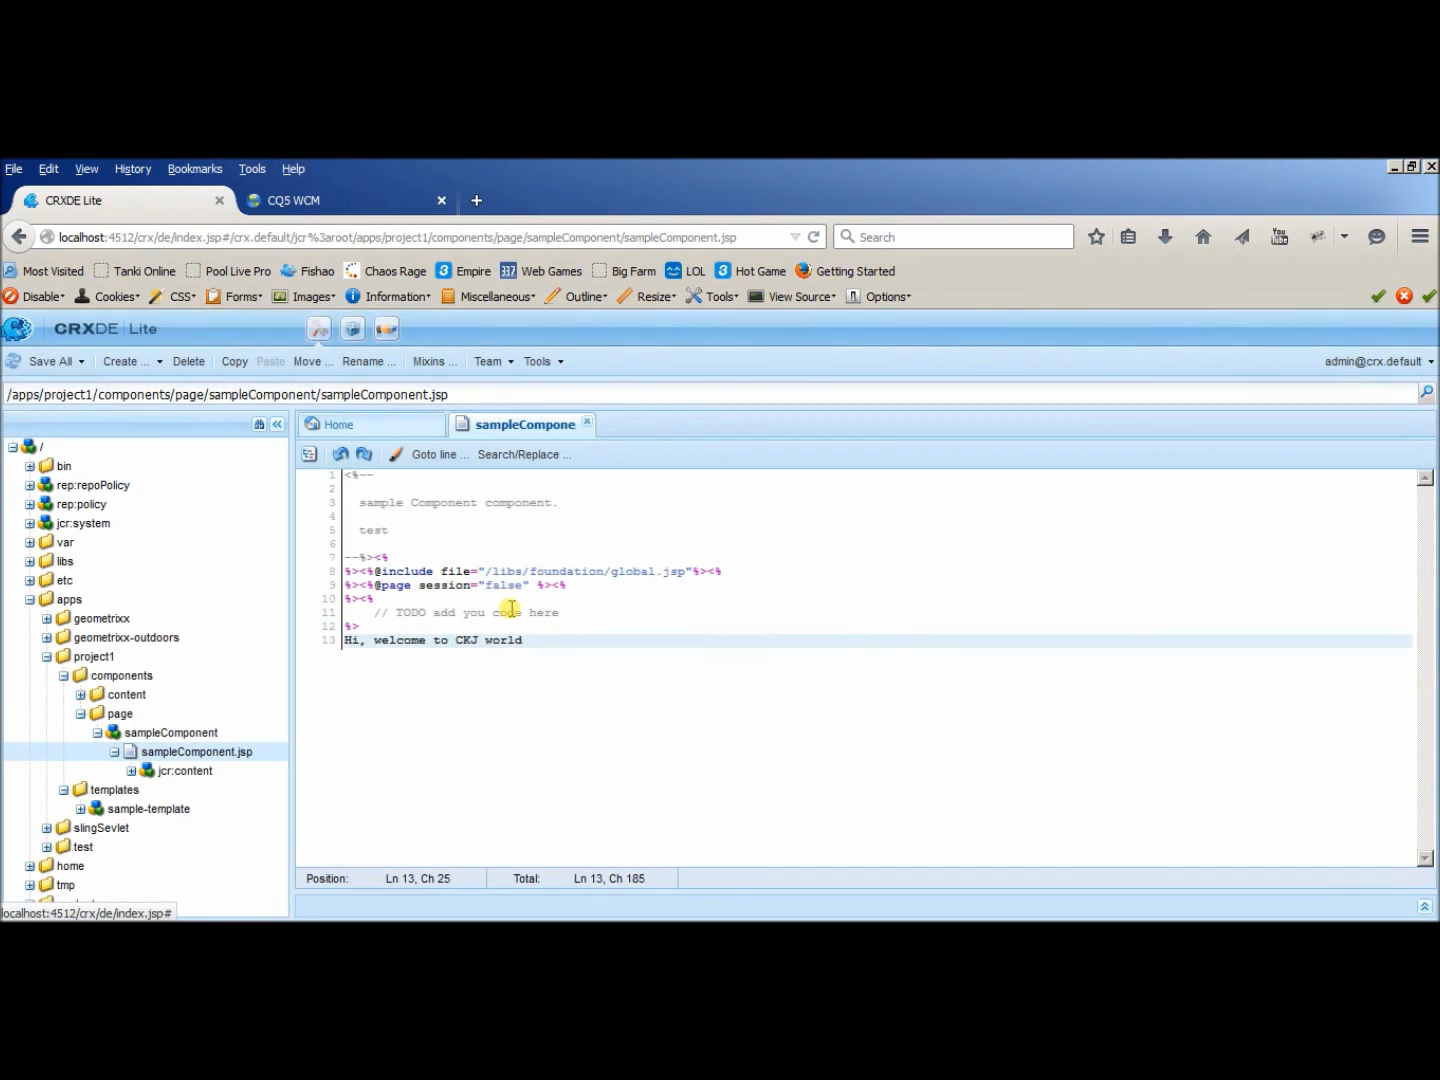 File Edit View History Bookmarks Tools Help
CRXDE Lite CQ5 WCM
localhost:4512/crx/de/index.jsp#/crx.default/jcr%3aroot/apps/project1/components/page/sampleComponent/sampleComponent.jsp Search
Most Visited Tanki Online Pool Live Pro Fishao Chaos Rage Empire Web Games Big Farm LOL Hot Game Getting Started
Disable Cookies CSS Forms Images Information Miscellaneous Outline Resize Tools View Source Options
CRXDE | Lite
Save All Create ... Delete Copy Paste Move ... Rename ... Mixins ... Team Tools admin@crx.default
/apps/project1/components/page/sampleComponent/sampleComponent.jsp
Home sampleCompone
Goto line ... Search/Replace ...
/
bin
rep:repoPolicy
rep:policy
jcr:system
var
libs
etc
apps
geometrixx
geometrixx-outdoors
project1
components
content
page
sampleComponent
sampleComponent.jsp
jcr:content
templates
sample-template
slingSevlet
test
home
tmp
localhost:4512/crx/de/index.jsp#
1 <%--
2
3 sample Component component.
4
5 test
6
7 --%><%
8 %><%@include file="/libs/foundation/global.jsp"%><%
9 %><%@page session="false" %><%
10 %><%
11 // TODO add you code here
12 %>
13 Hi, welcome to CKJ world
Position: Ln 13, Ch 25 Total: Ln 13, Ch 185